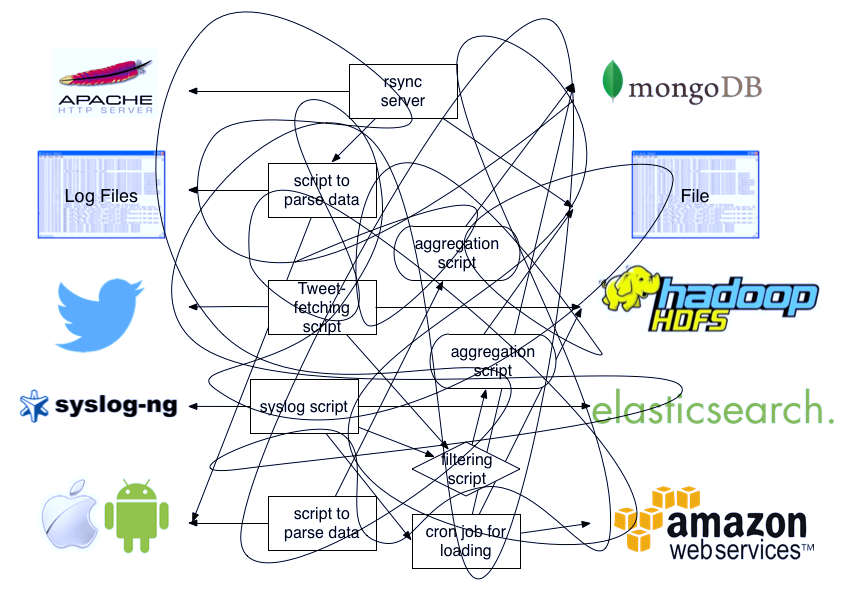 APACHE
HTTP SERVER
rsync
server
mongoDB
Log Files
script to
parse data
File
aggregation
script
Tweet-
fetching
script
hadoop
HDFS
aggregation
script
syslog-ng
syslog script
elasticsearch.
filtering
script
script to
parse data
cron job for
loading
amazon
web services™